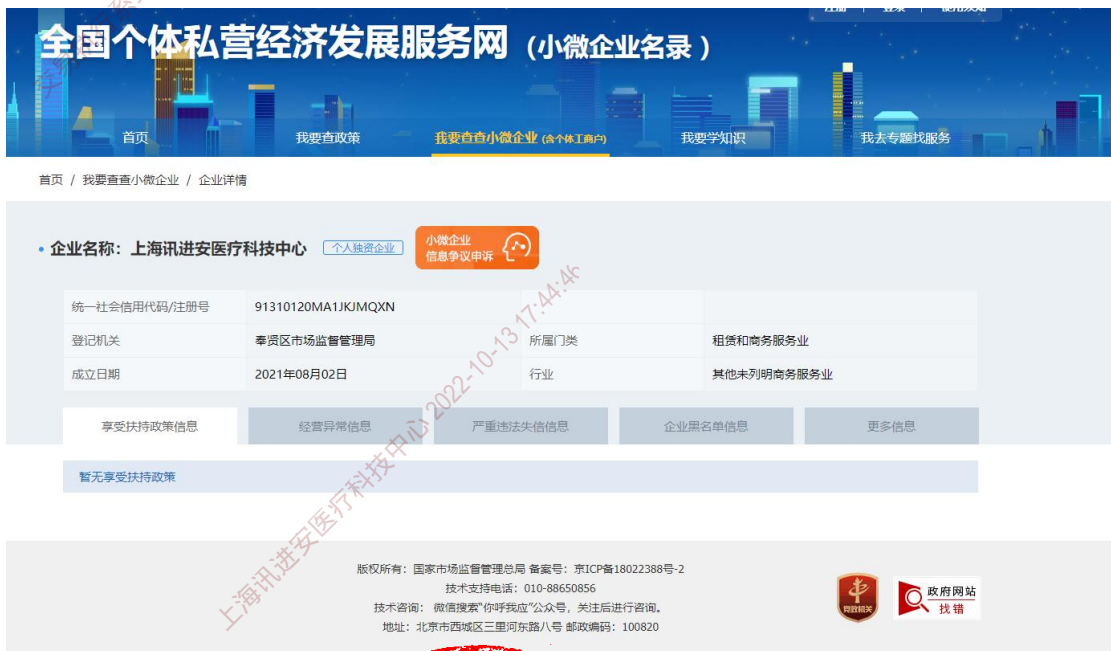 注册 | 登录 | 使用须知
全国个体私营经济发展服务网(小微企业名录)
首页 我要查政策 我要查查小微企业(含个体工商户) 我要学知识 我去专题找服务
首页 / 我要查查小微企业 / 企业详情
企业名称:上海讯进安医疗科技中心 个人独资企业 小微企业
信息争议申诉
统一社会信用代码/注册号 91310120MA1JKJMQXN
登记机关 奉贤区市场监督管理局 所属门类 租赁和商务服务业
成立日期 2021年08月02日 行业 其他未列明商务服务业
享受扶持政策信息 经营异常信息 严重违法失信信息 企业黑名单信息 更多信息
暂无享受扶持政策
上海讯进安医疗科技中心 2022-10-13 17:44:46
版权所有:国家市场监督管理总局 备案号:京ICP备18022388号-2
技术支持电话:010-88650856
技术咨询: 微信搜索“你呼我应”公众号,关注后进行咨询。
地址:北京市西城区三里河东路八号 邮政编码:100820
党政机关
政府网站
找错